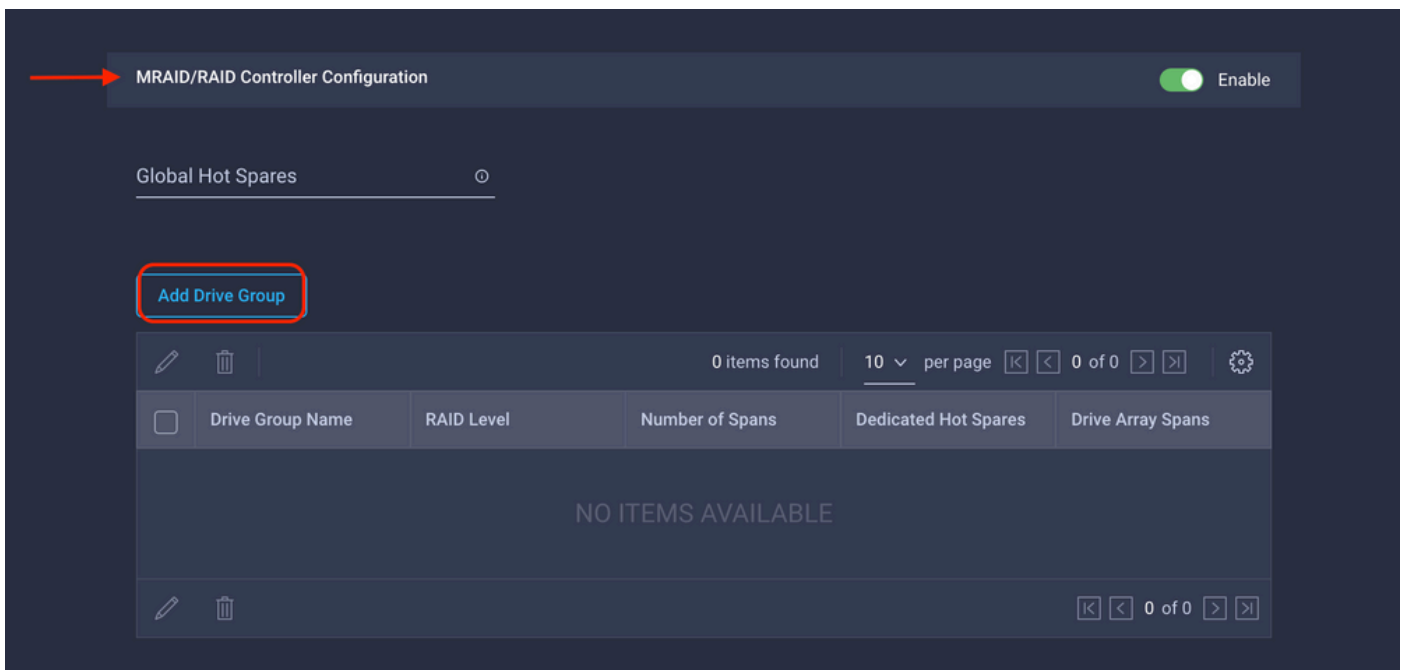 MRAID/RAID Controller Configuration Enable
Global Hot Spares
Add Drive Group
0 items found 10 per page 0 of 0
Drive Group Name RAID Level Number of Spans Dedicated Hot Spares Drive Array Spans
NO ITEMS AVAILABLE
0 of 0